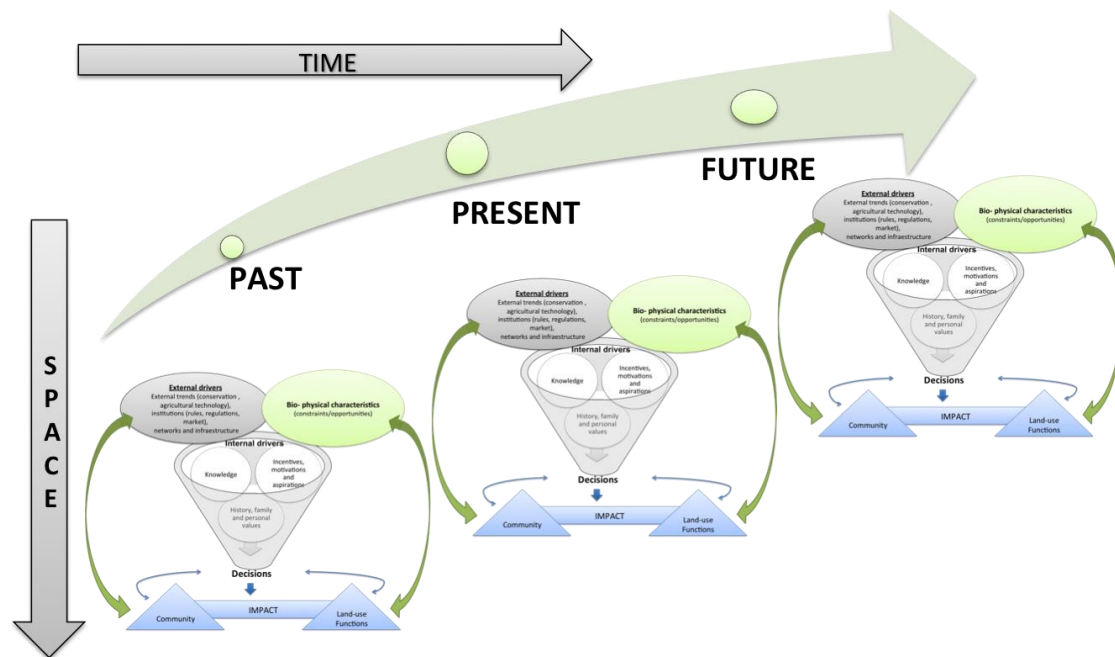 TIME
PAST
PRESENT
FUTURE
S
P
A
C
E
External drivers
External trends (conservation ,
agricultural technology),
institutions (rules, regulations,
market),
networks and infrastructure
Bio- physical characteristics
(constraints/opportunities)
Internal drivers
Knowledge
Incentives,
motivations
and
aspirations
History, family
and personal
values
Decisions
Community
IMPACT
Land-use
Functions
External drivers
External trends (conservation ,
agricultural technology),
institutions (rules, regulations,
market),
networks and infrastructure
Bio- physical characteristics
(constraints/opportunities)
Internal drivers
Knowledge
Incentives,
motivations
and
aspirations
History, family
and personal
values
Decisions
Community
IMPACT
Land-use
Functions
External drivers
External trends (conservation ,
agricultural technology),
institutions (rules, regulations,
market),
networks and infrastructure
Bio- physical characteristics
(constraints/opportunities)
Internal drivers
Knowledge
Incentives,
motivations
and
aspirations
History, family
and personal
values
Decisions
Community
IMPACT
Land-use
Functions